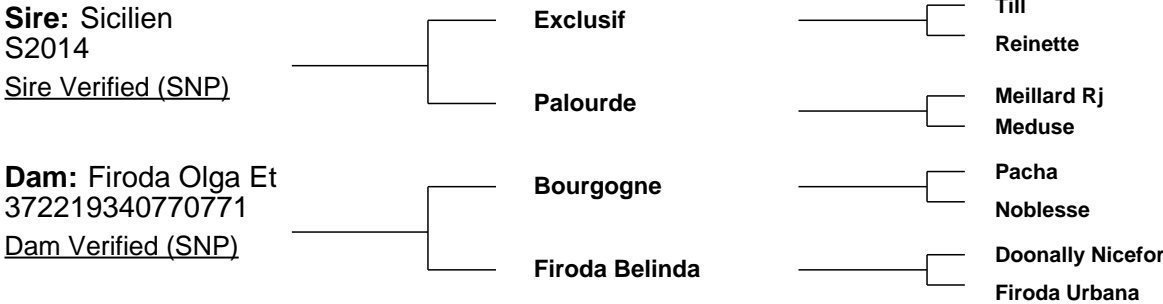 Sire: Sicilien
S2014
Sire Verified (SNP)
Exclusif
Till
Reinette
Palourde
Meillard Rj
Meduse
Dam: Firoda Olga Et
372219340770771
Dam Verified (SNP)
Bourgogne
Pacha
Noblesse
Firoda Belinda
Doonally Nicefor
Firoda Urbana